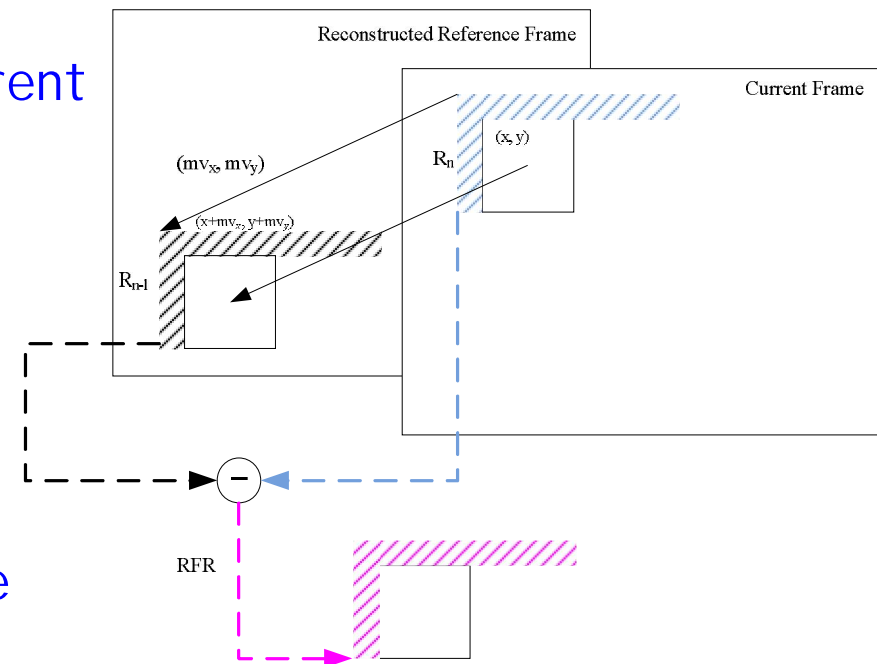 Reconstructed Reference Frame
rent
Current Frame
(x, y)
Rn
(mvx, mvy)
(x+mvx, y+mvy)
Rn-1
−
RFR
e